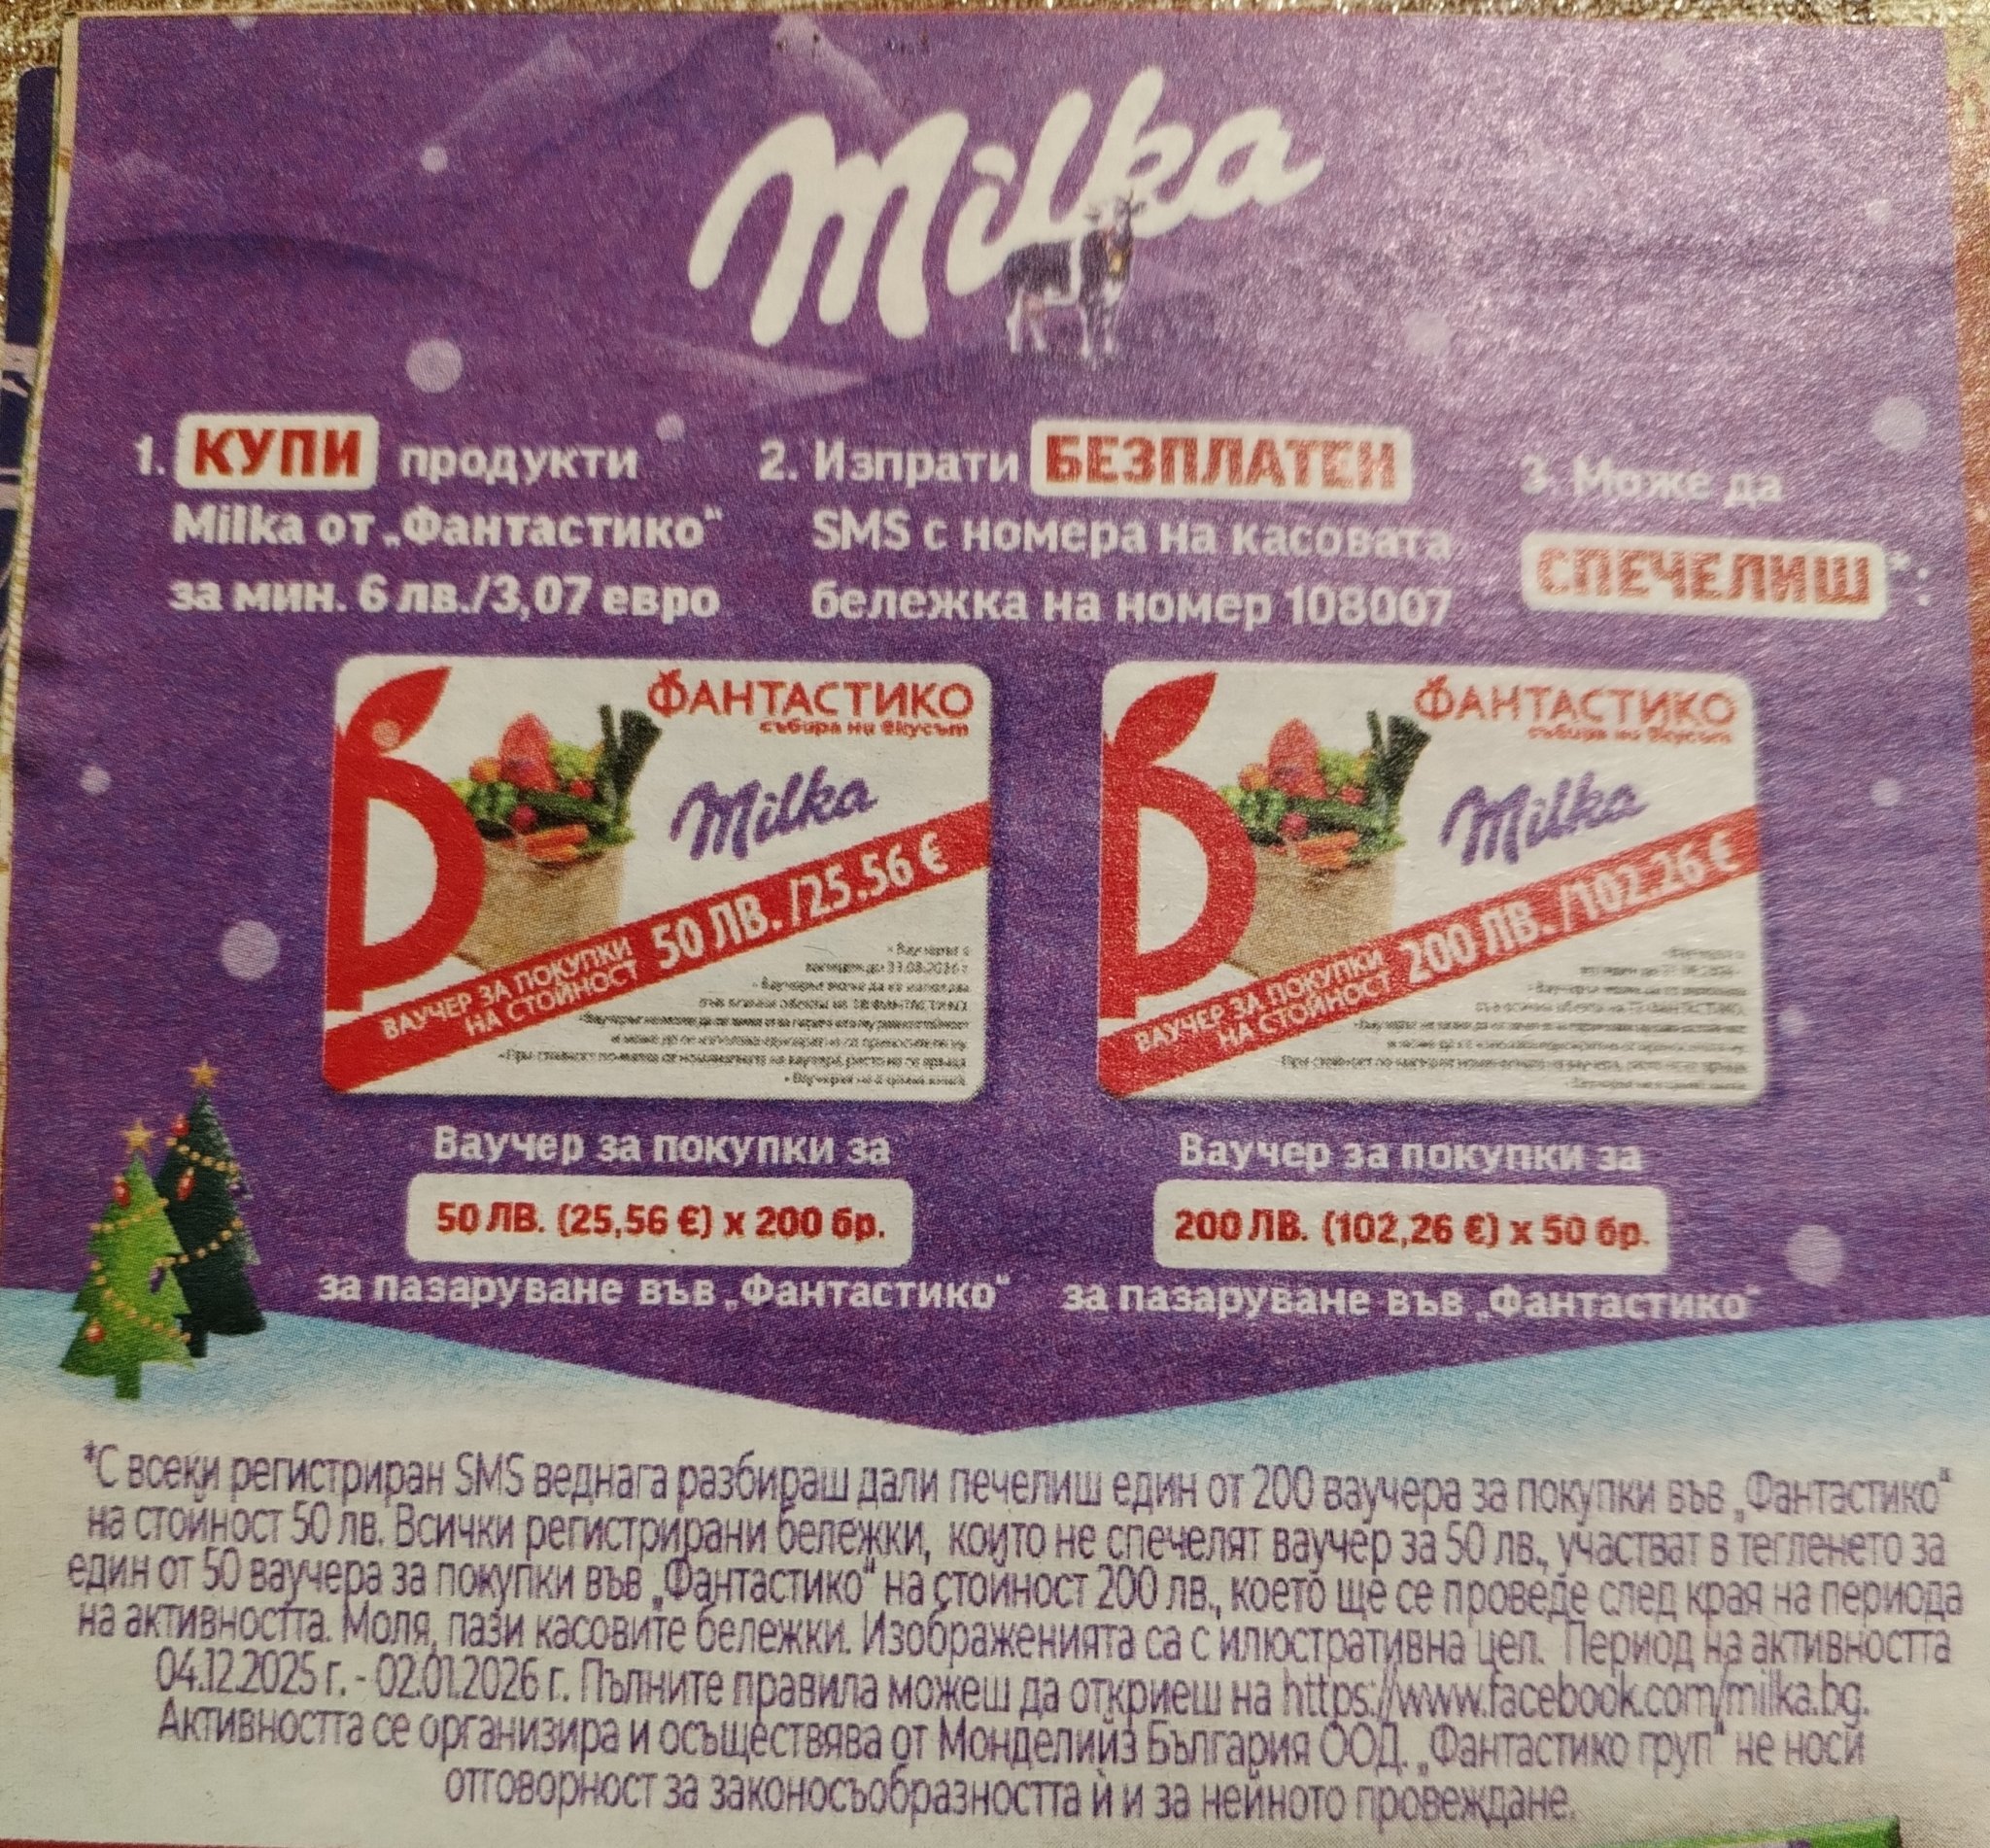 Milka
1. КУПИ продукти
Milka от „Фантастико“
за мин. 6 лв./3,07 евро
2. Изпрати БЕЗПЛАТЕН
SMS с номера на касовата
бележка на номер 108007
3. Може да
СПЕЧЕЛИШ*:
ФАНТАСТИКО
събира ни вкусът
Milka
ВАУЧЕР ЗА ПОКУПКИ
НА СТОЙНОСТ 50 ЛВ. /25.56 €
ФАНТАСТИКО
събира ни вкусът
Milka
ВАУЧЕР ЗА ПОКУПКИ
НА СТОЙНОСТ 200 ЛВ. /102.26 €
Ваучер за покупки за
50 ЛВ. (25,56 €) х 200 бр.
за пазаруване във „Фантастико“
Ваучер за покупки за
200 ЛВ. (102,26 €) х 50 бр.
за пазаруване във „Фантастико“
*С всеки регистриран SMS веднага разбираш дали печелиш един от 200 ваучера за покупки във „Фантастико“
на стойност 50 лв. Всички регистрирани бележки, които не спечелят ваучер за 50 лв., участват в тегленето за
един от 50 ваучера за покупки във „Фантастико“ на стойност 200 лв., което ще се проведе след края на периода
на активността. Моля, пази касовите бележки. Изображенията са с илюстративна цел. Период на активността
04.12.2025 г. - 02.01.2026 г. Пълните правила можеш да откриеш на https://www.facebook.com/milka.bg.
Активността се организира и осъществява от Монделийз България ООД. „Фантастико груп“ не носи
отговорност за законосъобразността ѝ и за нейното провеждане.